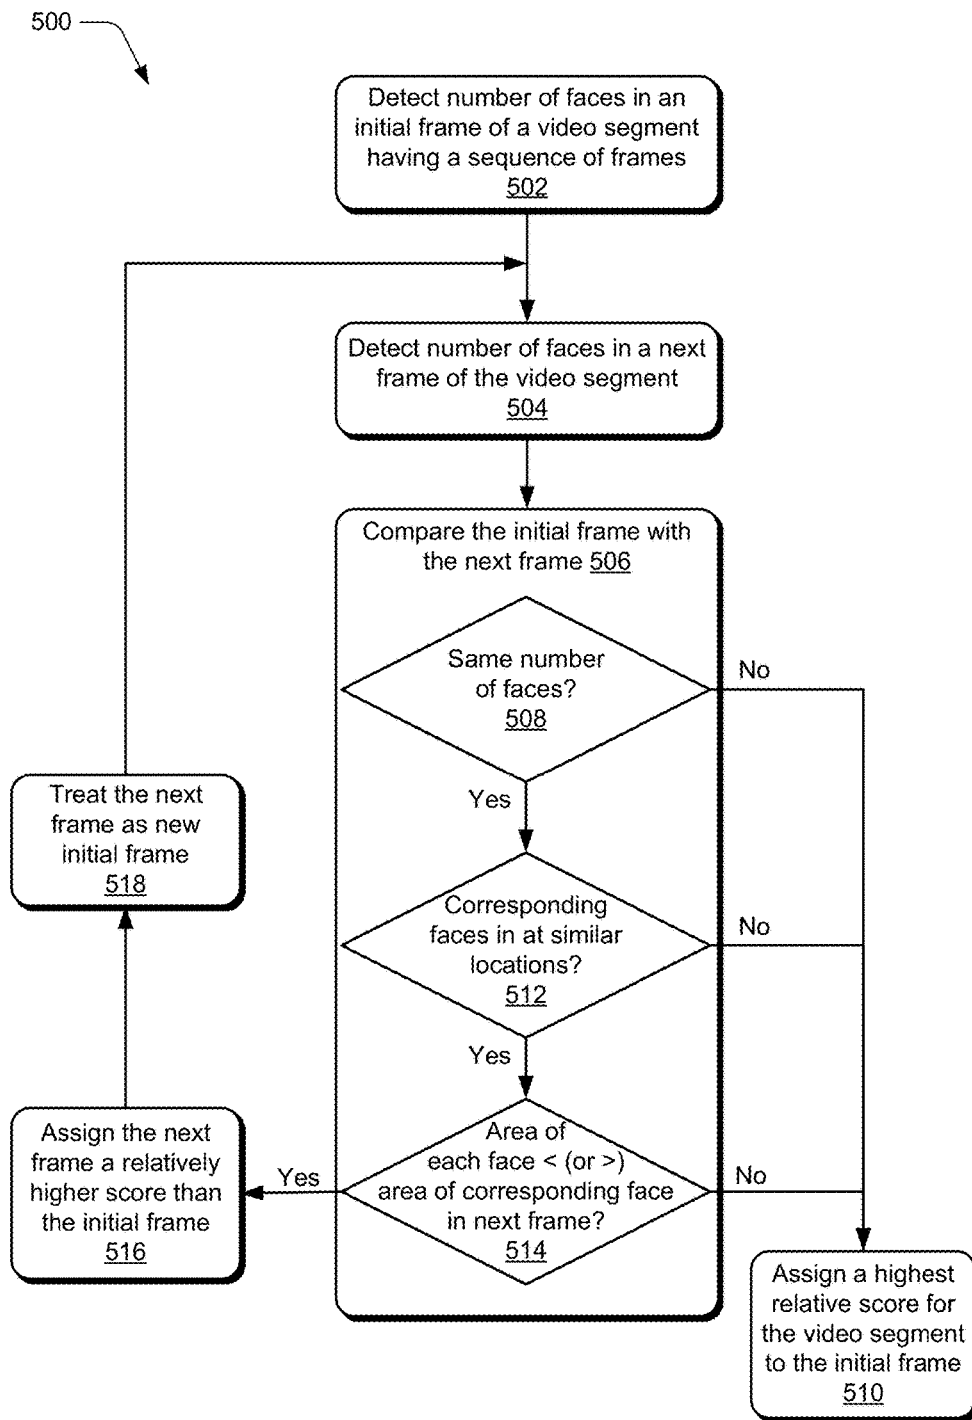 500
Detect number of faces in an
initial frame of a video segment
having a sequence of frames
502
Detect number of faces in a next
frame of the video segment
504
Compare the initial frame with
the next frame 506
Same number
of faces?
508
No
Yes
Corresponding
faces in at similar
locations?
512
No
Yes
Area of
each face < (or >)
area of corresponding face
in next frame?
514
No
Yes
Assign the next
frame a relatively
higher score than
the initial frame
516
Treat the next
frame as new
initial frame
518
Assign a highest
relative score for
the video segment
to the initial frame
510